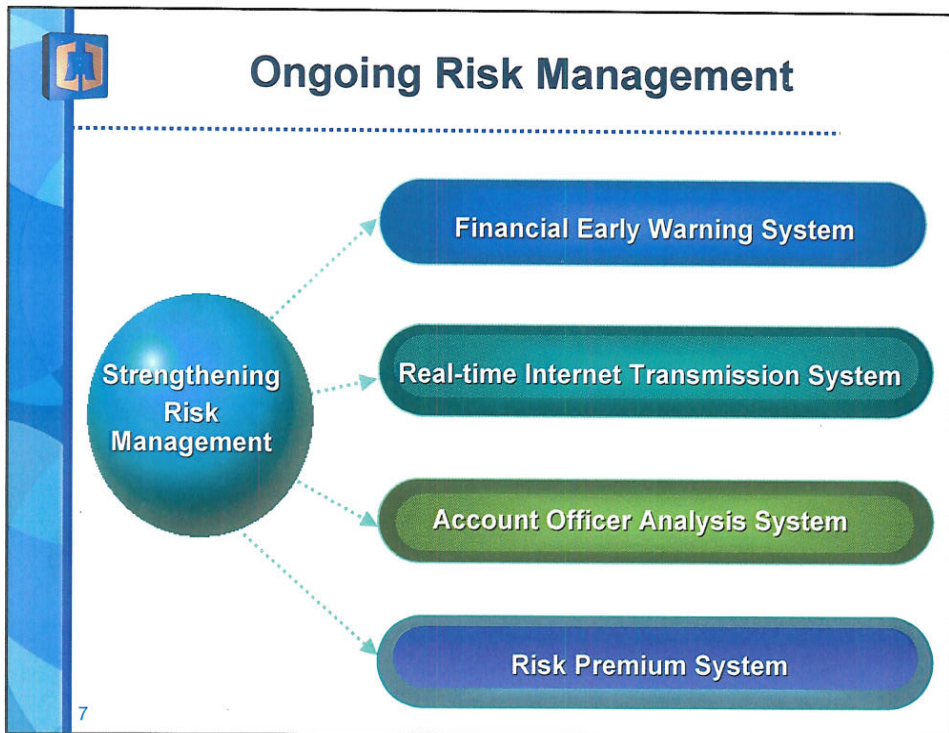 Ongoing Risk Management
Strengthening
Risk
Management
Financial Early Warning System
Real-time Internet Transmission System
Account Officer Analysis System
Risk Premium System
7